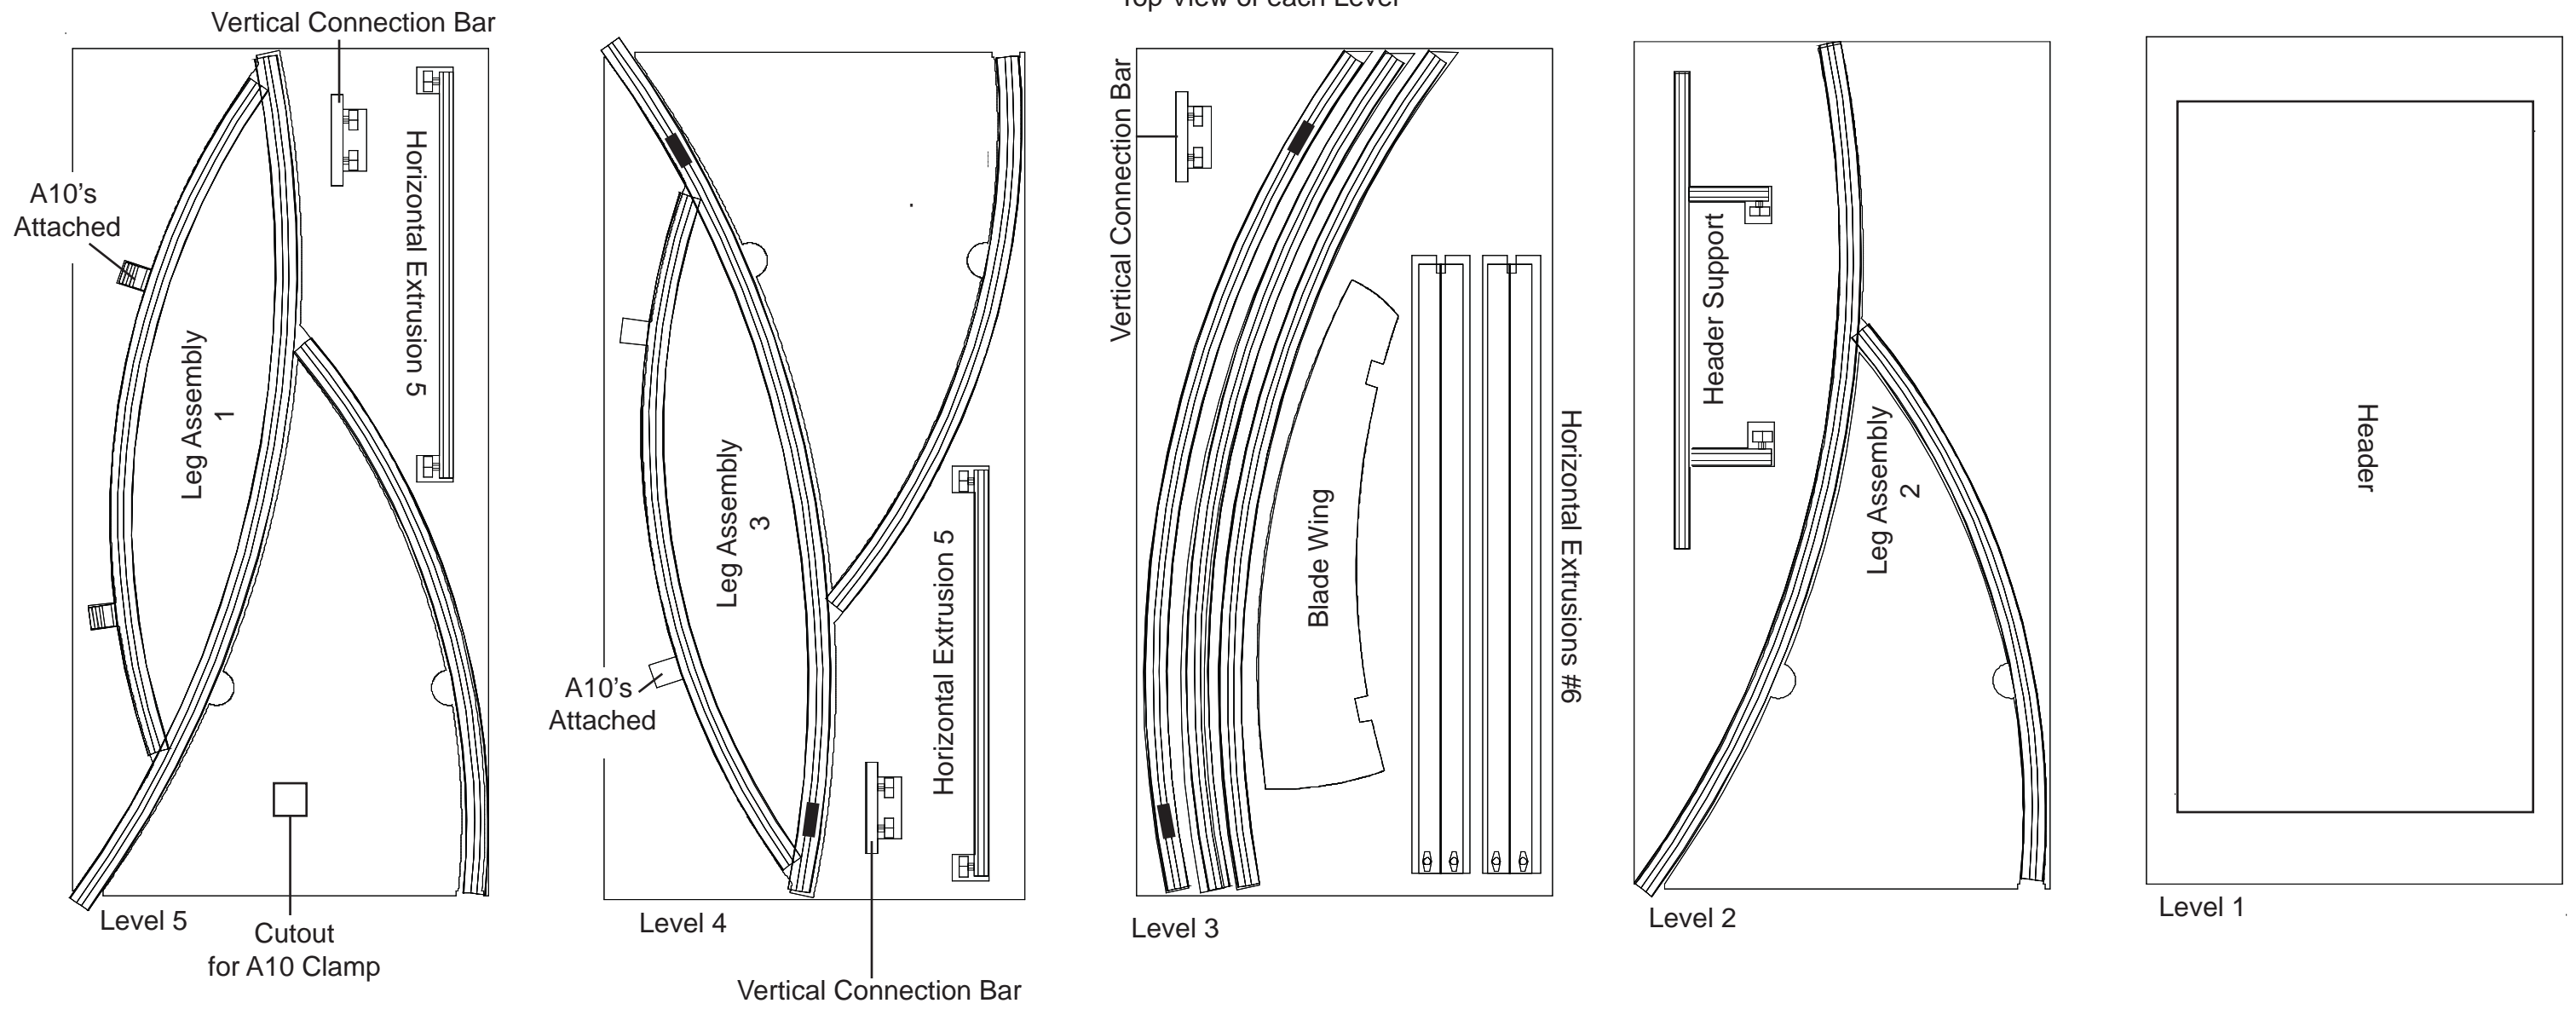 Top View of each Level
Vertical Connection Bar
A10's
Attached
Leg Assembly
1
Horizontal Extrusion 5
Level 5
Cutout
for A10 Clamp
Leg Assembly
3
A10's
Attached
Horizontal Extrusion 5
Level 4
Vertical Connection Bar
Vertical Connection Bar
Blade Wing
Horizontal Extrusions #6
Level 3
Header Support
Leg Assembly
2
Level 2
Header
Level 1